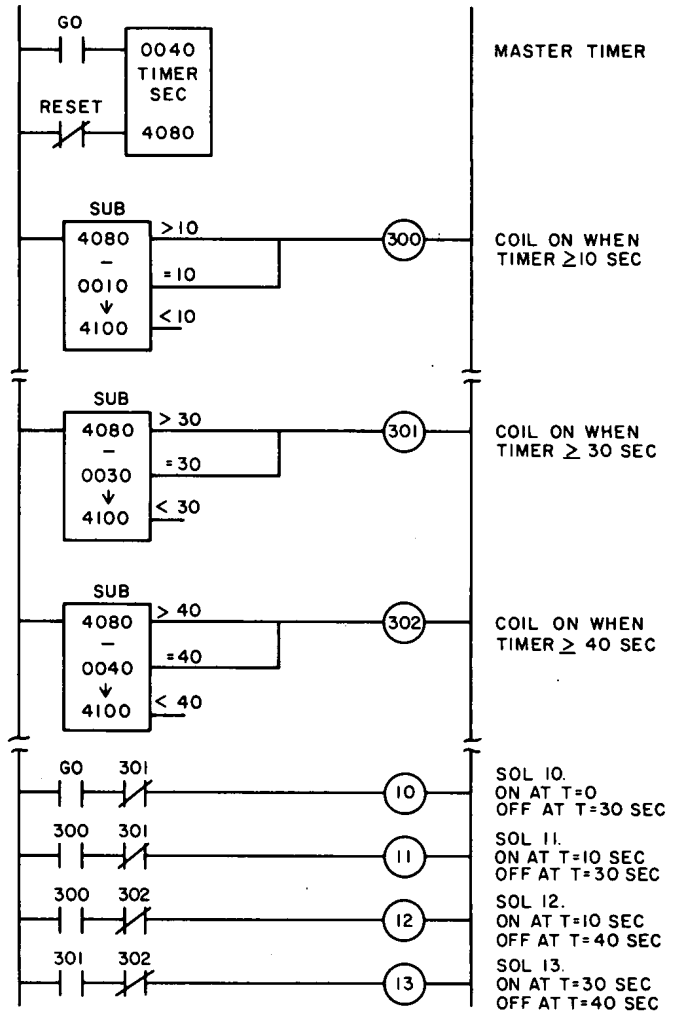 GO
0040
TIMER
SEC
MASTER TIMER
RESET
4080
SUB
4080
–
0010
↓
4100
>10
=10
<10
300
COIL ON WHEN
TIMER ≥10 SEC
SUB
4080
–
0030
↓
4100
> 30
=30
< 30
301
COIL ON WHEN
TIMER ≥ 30 SEC
SUB
4080
–
0040
↓
4100
> 40
=40
< 40
302
COIL ON WHEN
TIMER ≥ 40 SEC
GO 301
10
SOL 10.
ON AT T=0
OFF AT T=30 SEC
300 301
11
SOL 11.
ON AT T=10 SEC
OFF AT T=30 SEC
300 302
12
SOL 12.
ON AT T=10 SEC
OFF AT T=40 SEC
301 302
13
SOL 13.
ON AT T=30 SEC
OFF AT T=40 SEC